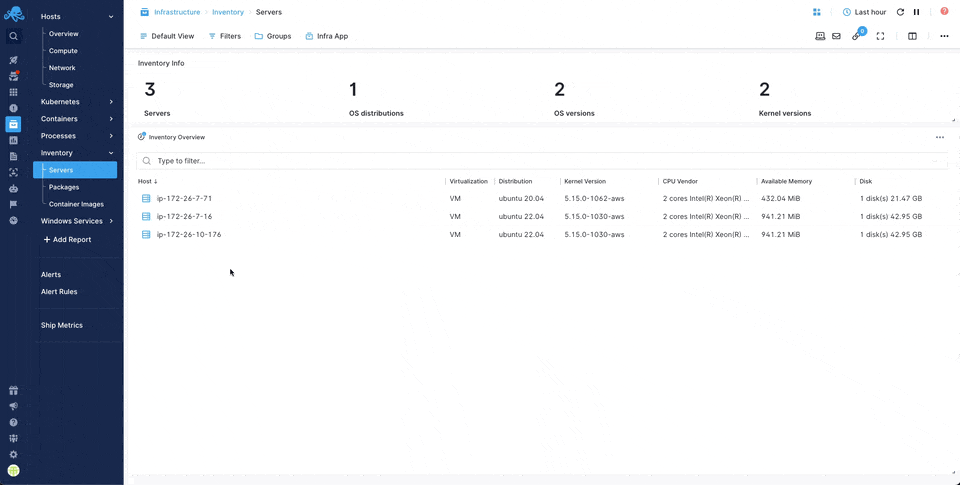 Hosts
Overview
Compute
Network
Storage
Kubernetes
Containers
Processes
Inventory
Servers
Packages
Container Images
Windows Services
+ Add Report
Alerts
Alert Rules
Ship Metrics
Infrastructure > Inventory > Servers
Last hour
?
Default View
Filters
Groups
Infra App
0
Inventory Info
3
Servers
1
OS distributions
2
OS versions
2
Kernel versions
Inventory Overview
Type to filter...
Host ↓ Virtualization Distribution Kernel Version CPU Vendor Available Memory Disk
ip-172-26-7-71 VM ubuntu 20.04 5.15.0-1062-aws 2 cores Intel(R) Xeon(R) ... 432.04 MiB 1 disk(s) 21.47 GB
ip-172-26-7-16 VM ubuntu 22.04 5.15.0-1030-aws 2 cores Intel(R) Xeon(R) ... 941.21 MiB 1 disk(s) 42.95 GB
ip-172-26-10-176 VM ubuntu 22.04 5.15.0-1030-aws 2 cores Intel(R) Xeon(R) ... 941.21 MiB 1 disk(s) 42.95 GB